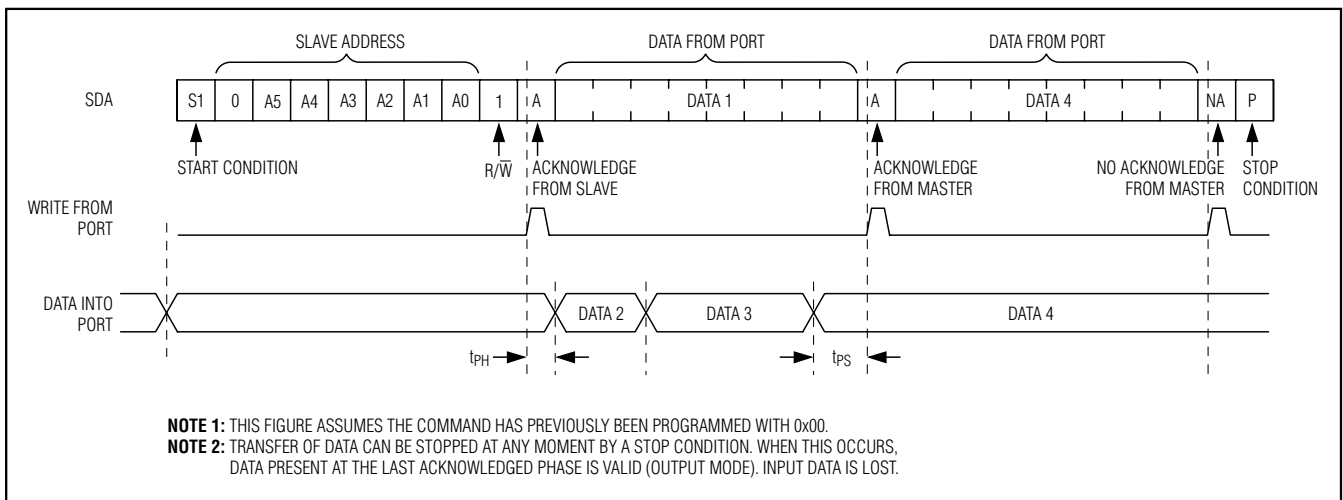 SLAVE ADDRESS
DATA FROM PORT
DATA FROM PORT
SDA
S1 0 A5 A4 A3 A2 A1 A0 1 A DATA 1 A DATA 4 NA P
START CONDITION
R/W̅
ACKNOWLEDGE
FROM SLAVE
ACKNOWLEDGE
FROM MASTER
NO ACKNOWLEDGE
FROM MASTER
STOP
CONDITION
WRITE FROM
PORT
DATA INTO
PORT
DATA 2 DATA 3 DATA 4
tPH
tPS
NOTE 1: THIS FIGURE ASSUMES THE COMMAND HAS PREVIOUSLY BEEN PROGRAMMED WITH 0x00.
NOTE 2: TRANSFER OF DATA CAN BE STOPPED AT ANY MOMENT BY A STOP CONDITION. WHEN THIS OCCURS,
DATA PRESENT AT THE LAST ACKNOWLEDGED PHASE IS VALID (OUTPUT MODE). INPUT DATA IS LOST.